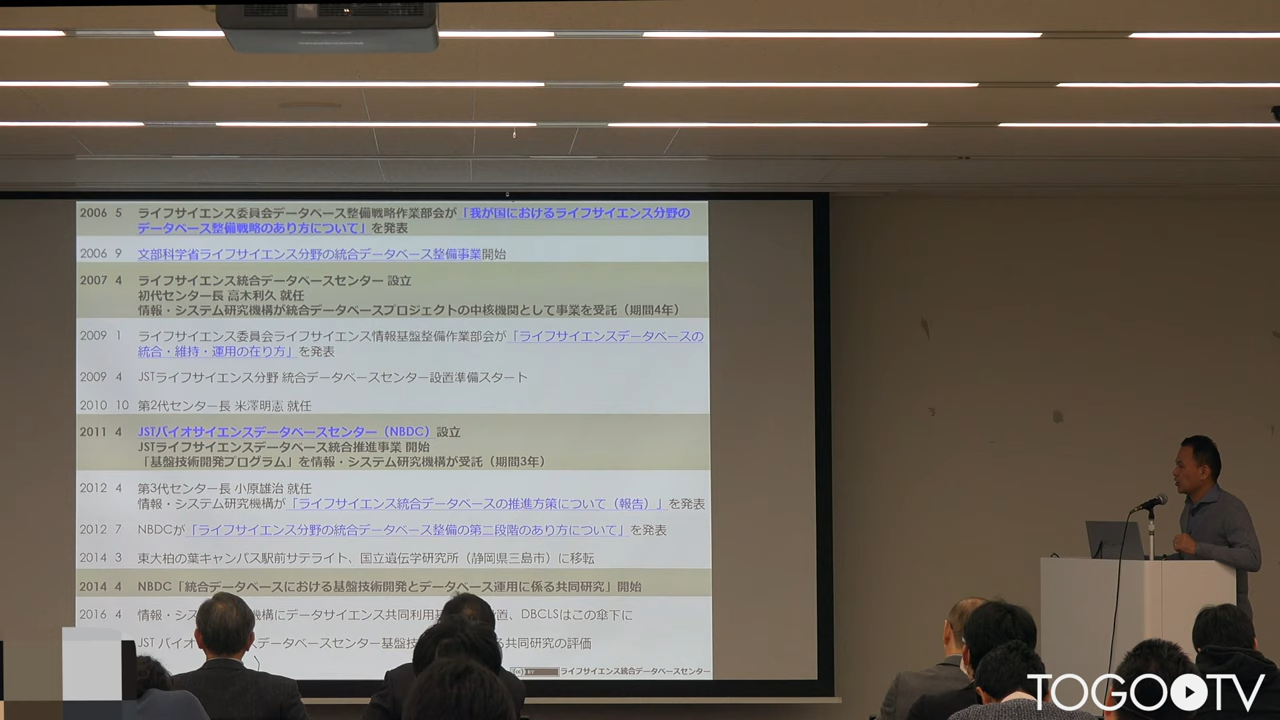 2006 5 ライフサイエンス委員会データベース整備戦略作業部会が「我が国におけるライフサイエンス分野の
データベース整備戦略のあり方について」を発表
2006 9 文部科学省ライフサイエンス分野の統合データベース整備事業開始
2007 4 ライフサイエンス統合データベースセンター 設立
初代センター長 高木利久 就任
情報・システム研究機構が統合データベースプロジェクトの中核機関として事業を受託（期間4年）
2009 1 ライフサイエンス委員会ライフサイエンス情報基盤整備作業部会が「ライフサイエンスデータベースの
統合・維持・運用の在り方」を発表
2009 4 JSTライフサイエンス分野 統合データベースセンター設置準備スタート
2010 10 第2代センター長 米澤明憲 就任
2011 4 JSTバイオサイエンスデータベースセンター（NBDC）設立
JSTライフサイエンスデータベース統合推進事業 開始
「基盤技術開発プログラム」を情報・システム研究機構が受託（期間3年）
2012 4 第3代センター長 小原雄治 就任
情報・システム研究機構が「ライフサイエンス統合データベースの推進方策について（報告）」を発表
2012 7 NBDCが「ライフサイエンス分野の統合データベース整備の第二段階のあり方について」を発表
2014 3 東大柏の葉キャンパス駅前サテライト、国立遺伝学研究所（静岡県三島市）に移転
2014 4 NBDC「統合データベースにおける基盤技術開発とデータベース運用に係る共同研究」開始
2016 4 情報・シス 機構にデータサイエンス共同利用基 置、DBCLSはこの傘下に
JST バイオ データベースセンター基盤技 る共同研究の評価
ライフサイエンス統合データベースセンター
TOGO TV